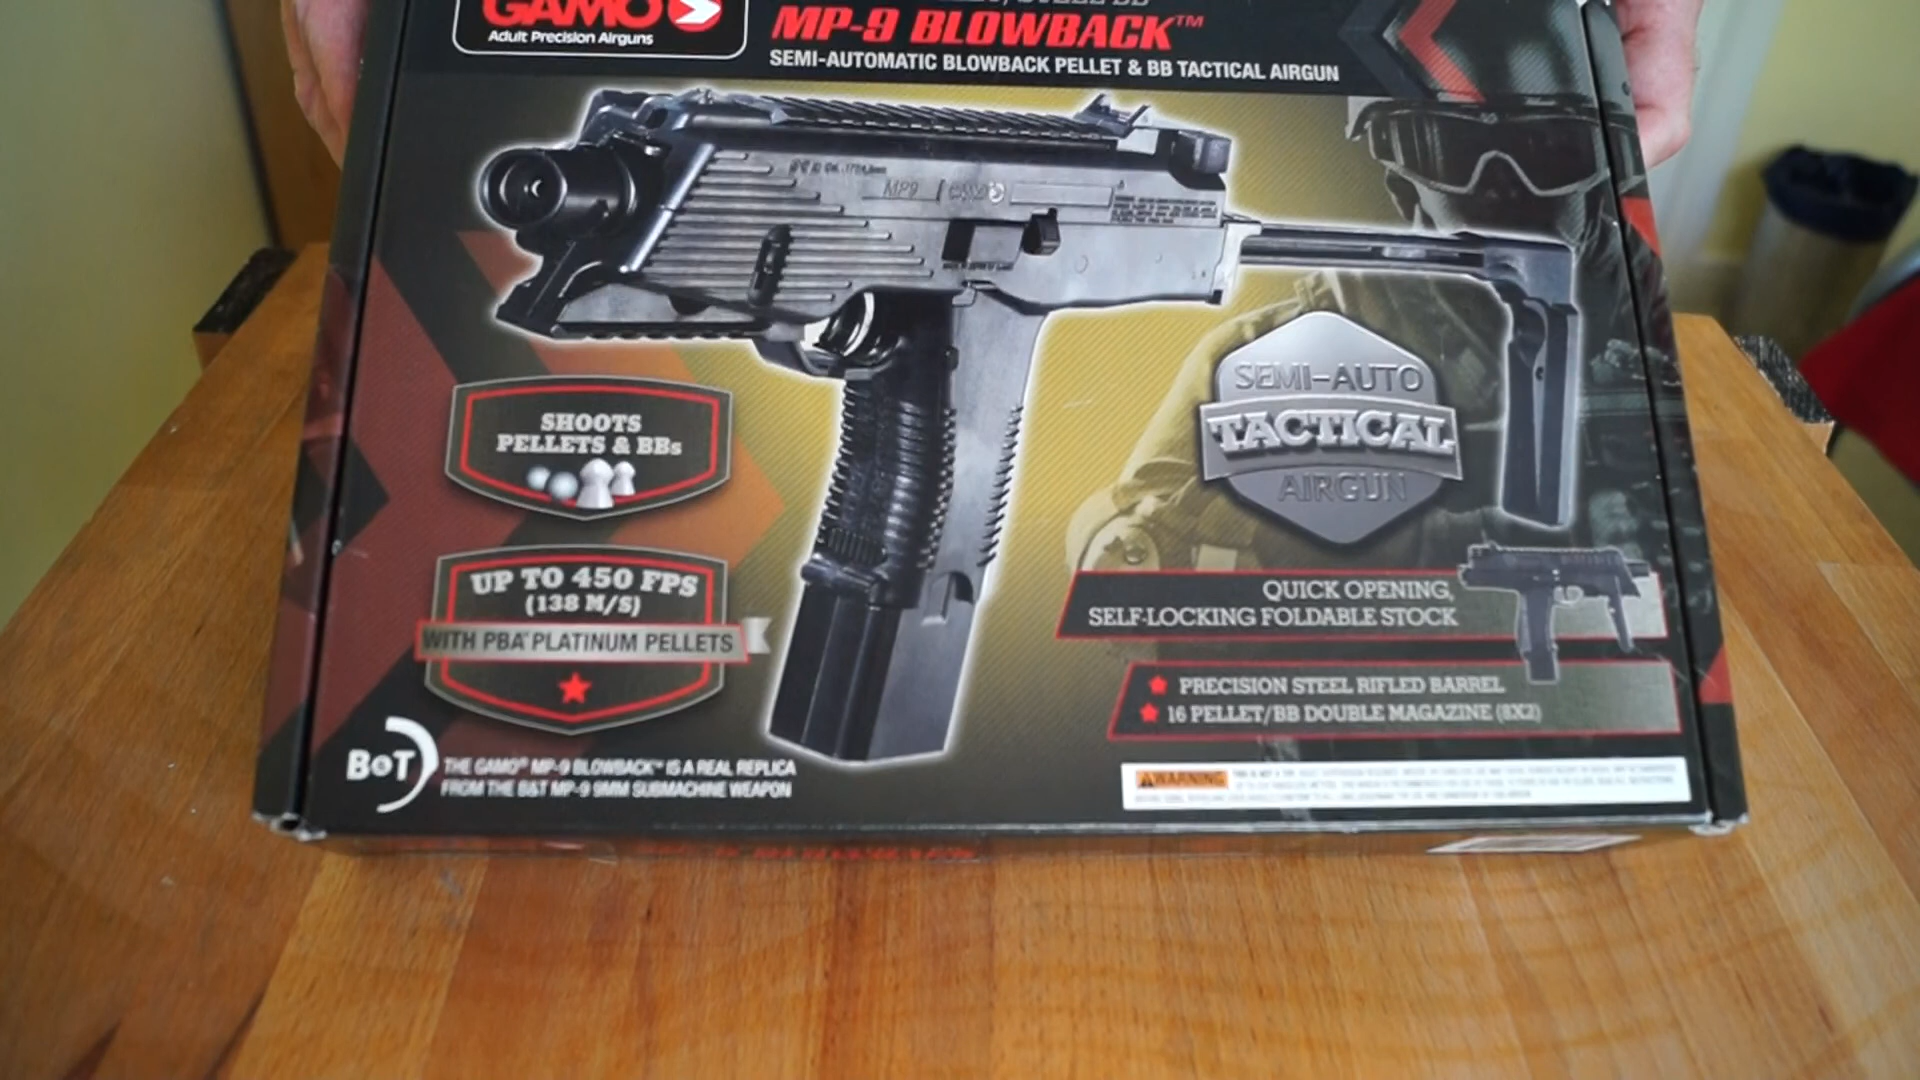 GAMO
Adult Precision Airguns
MP-9 BLOWBACK™
SEMI-AUTOMATIC BLOWBACK PELLET & BB TACTICAL AIRGUN
MP9
GAMO
SHOOTS
PELLETS & BBs
SEMI-AUTO
TACTICAL
AIRGUN
UP TO 450 FPS
(138 M/S)
WITH PBA® PLATINUM PELLETS
QUICK OPENING,
SELF-LOCKING FOLDABLE STOCK
PRECISION STEEL RIFLED BARREL
16 PELLET/BB DOUBLE MAGAZINE (8X2)
B&T
THE GAMO® MP-9 BLOWBACK™ IS A REAL REPLICA
FROM THE B&T MP-9 9MM SUBMACHINE WEAPON
WARNING